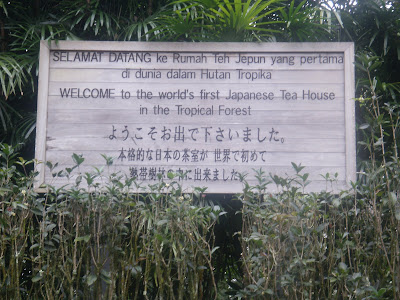 SELAMAT DATANG ke Rumah Teh Jepun yang pertama
di dunia dalam Hutan Tropika
WELCOME to the world's first Japanese Tea House
in the Tropical Forest
ようこそお出で下さいました。
本格的な日本の茶室が 世界で初めて
熱帯樹林の中に出来ました。